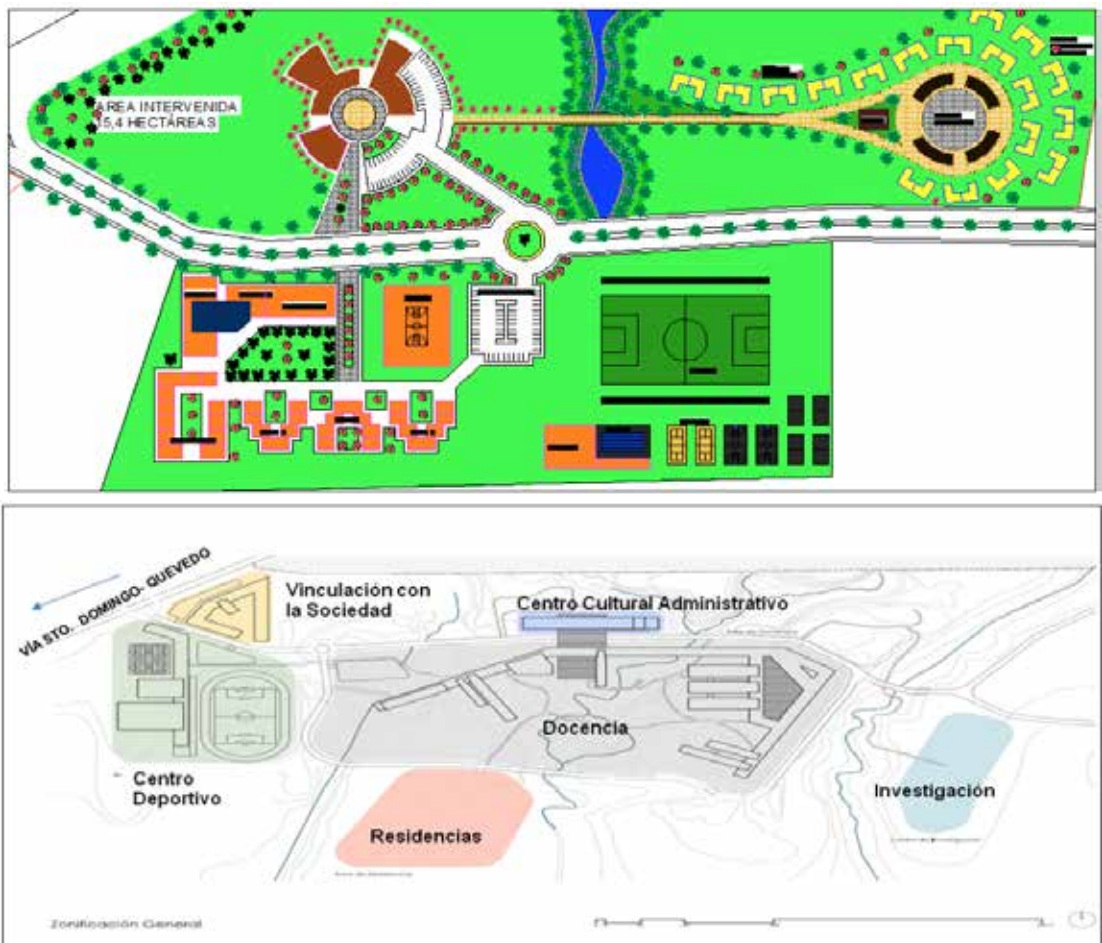 AREA INTERVENIDA
15,4 HECTÁREAS
VÍA STO. DOMINGO- QUEVEDO
Vinculación con
la Sociedad
Centro Cultural Administrativo
Docencia
Centro
Deportivo
Residencias
Investigación
Zonificación General